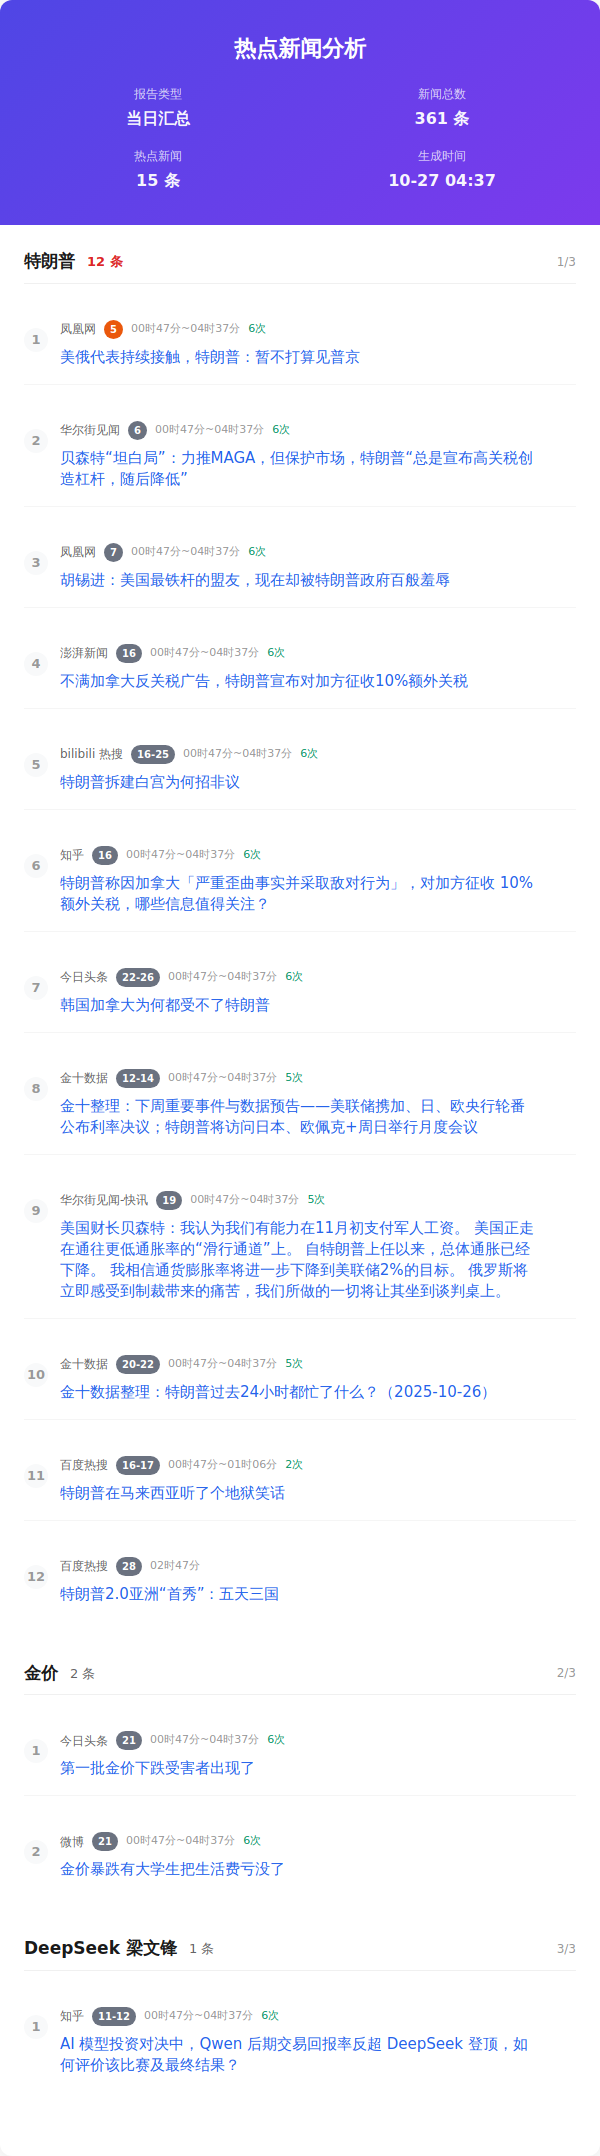 热点新闻分析
报告类型
当日汇总
新闻总数
361 条
热点新闻
15 条
生成时间
10-27 04:37
特朗普 12 条 1/3
1
凤凰网 5 00时47分~04时37分 6次
美俄代表持续接触，特朗普：暂不打算见普京
2
华尔街见闻 6 00时47分~04时37分 6次
贝森特“坦白局”：力推MAGA，但保护市场，特朗普“总是宣布高关税创
造杠杆，随后降低”
3
凤凰网 7 00时47分~04时37分 6次
胡锡进：美国最铁杆的盟友，现在却被特朗普政府百般羞辱
4
澎湃新闻 16 00时47分~04时37分 6次
不满加拿大反关税广告，特朗普宣布对加方征收10%额外关税
5
bilibili 热搜 16-25 00时47分~04时37分 6次
特朗普拆建白宫为何招非议
6
知乎 16 00时47分~04时37分 6次
特朗普称因加拿大「严重歪曲事实并采取敌对行为」，对加方征收 10%
额外关税，哪些信息值得关注？
7
今日头条 22-26 00时47分~04时37分 6次
韩国加拿大为何都受不了特朗普
8
金十数据 12-14 00时47分~04时37分 5次
金十整理：下周重要事件与数据预告——美联储携加、日、欧央行轮番
公布利率决议；特朗普将访问日本、欧佩克+周日举行月度会议
9
华尔街见闻-快讯 19 00时47分~04时37分 5次
美国财长贝森特：我认为我们有能力在11月初支付军人工资。 美国正走
在通往更低通胀率的“滑行通道”上。 自特朗普上任以来，总体通胀已经
下降。 我相信通货膨胀率将进一步下降到美联储2%的目标。 俄罗斯将
立即感受到制裁带来的痛苦，我们所做的一切将让其坐到谈判桌上。
10
金十数据 20-22 00时47分~04时37分 5次
金十数据整理：特朗普过去24小时都忙了什么？（2025-10-26）
11
百度热搜 16-17 00时47分~01时06分 2次
特朗普在马来西亚听了个地狱笑话
12
百度热搜 28 02时47分
特朗普2.0亚洲“首秀”：五天三国
金价 2 条 2/3
1
今日头条 21 00时47分~04时37分 6次
第一批金价下跌受害者出现了
2
微博 21 00时47分~04时37分 6次
金价暴跌有大学生把生活费亏没了
DeepSeek 梁文锋 1 条 3/3
1
知乎 11-12 00时47分~04时37分 6次
AI 模型投资对决中，Qwen 后期交易回报率反超 DeepSeek 登顶，如
何评价该比赛及最终结果？